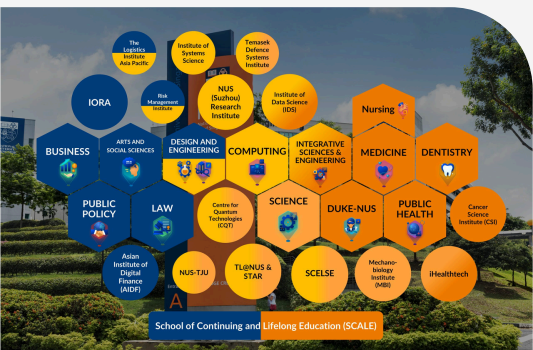 The
Logistics
Institute
Asia Pacific
Institute of
Systems
Science
Temasek
Defence
Systems
Institute
IORA
Risk
Management
Institute
NUS
(Suzhou)
Research
Institute
Institute of
Data Science
(IDS)
Nursing
BUSINESS
ARTS AND
SOCIAL SCIENCES
DESIGN AND
ENGINEERING
COMPUTING
INTEGRATIVE
SCIENCES &
ENGINEERING
MEDICINE
DENTISTRY
PUBLIC
POLICY
LAW
Centre for
Quantum
Technologies
(CQT)
SCIENCE
DUKE-NUS
PUBLIC
HEALTH
Cancer
Science
Institute (CSI)
Asian
Institute of
Digital
Finance
(AIDF)
NUS-TJU
TL@NUS &
STAR
SCELSE
Mechano-
biology
Institute
(MBI)
iHealthtech
A
School of Continuing and Lifelong Education (SCALE)